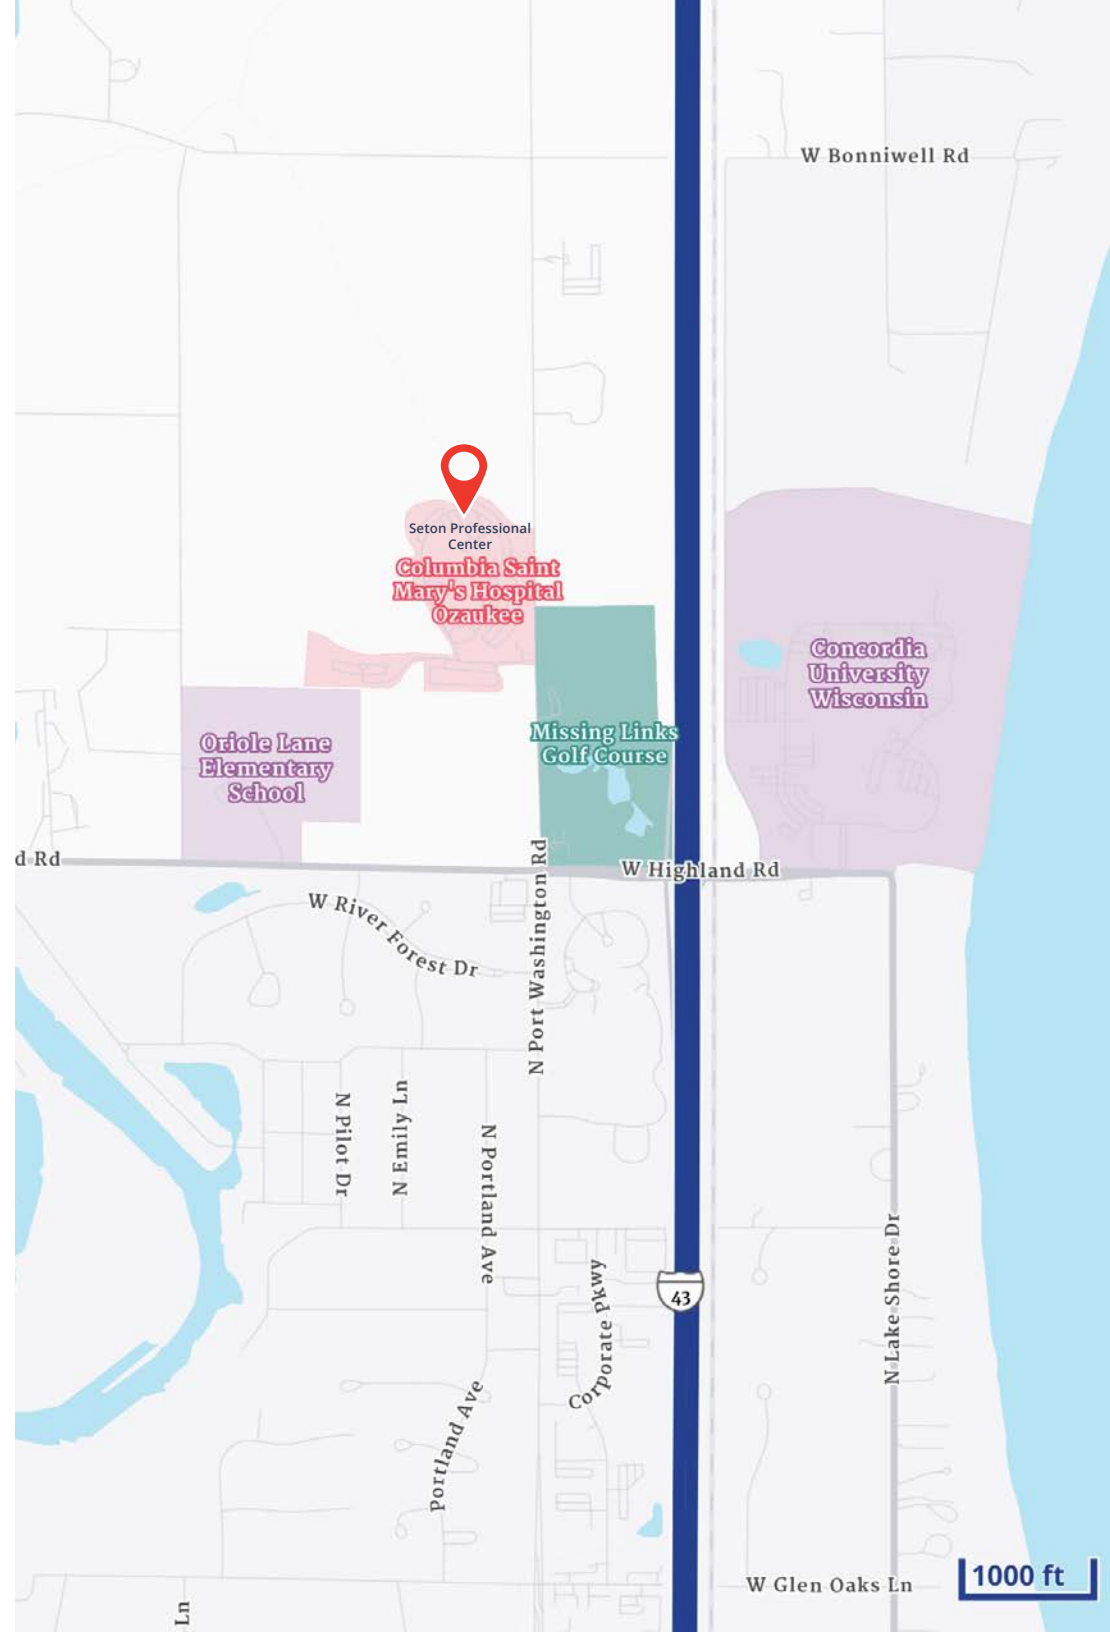 W Bonniwell Rd
Seton Professional
Center
Columbia Saint
Mary's Hospital
Ozaukee
Concordia
University
Wisconsin
Missing Links
Golf Course
Oriole Lane
Elementary
School
d Rd
W Highland Rd
W River Forest Dr
N Port Washington Rd
N Pilot Dr
N Emily Ln
N Portland Ave
N Lake Shore Dr
Corporate Pkwy
43
Portland Ave
1000 ft
W Glen Oaks Ln
Ln